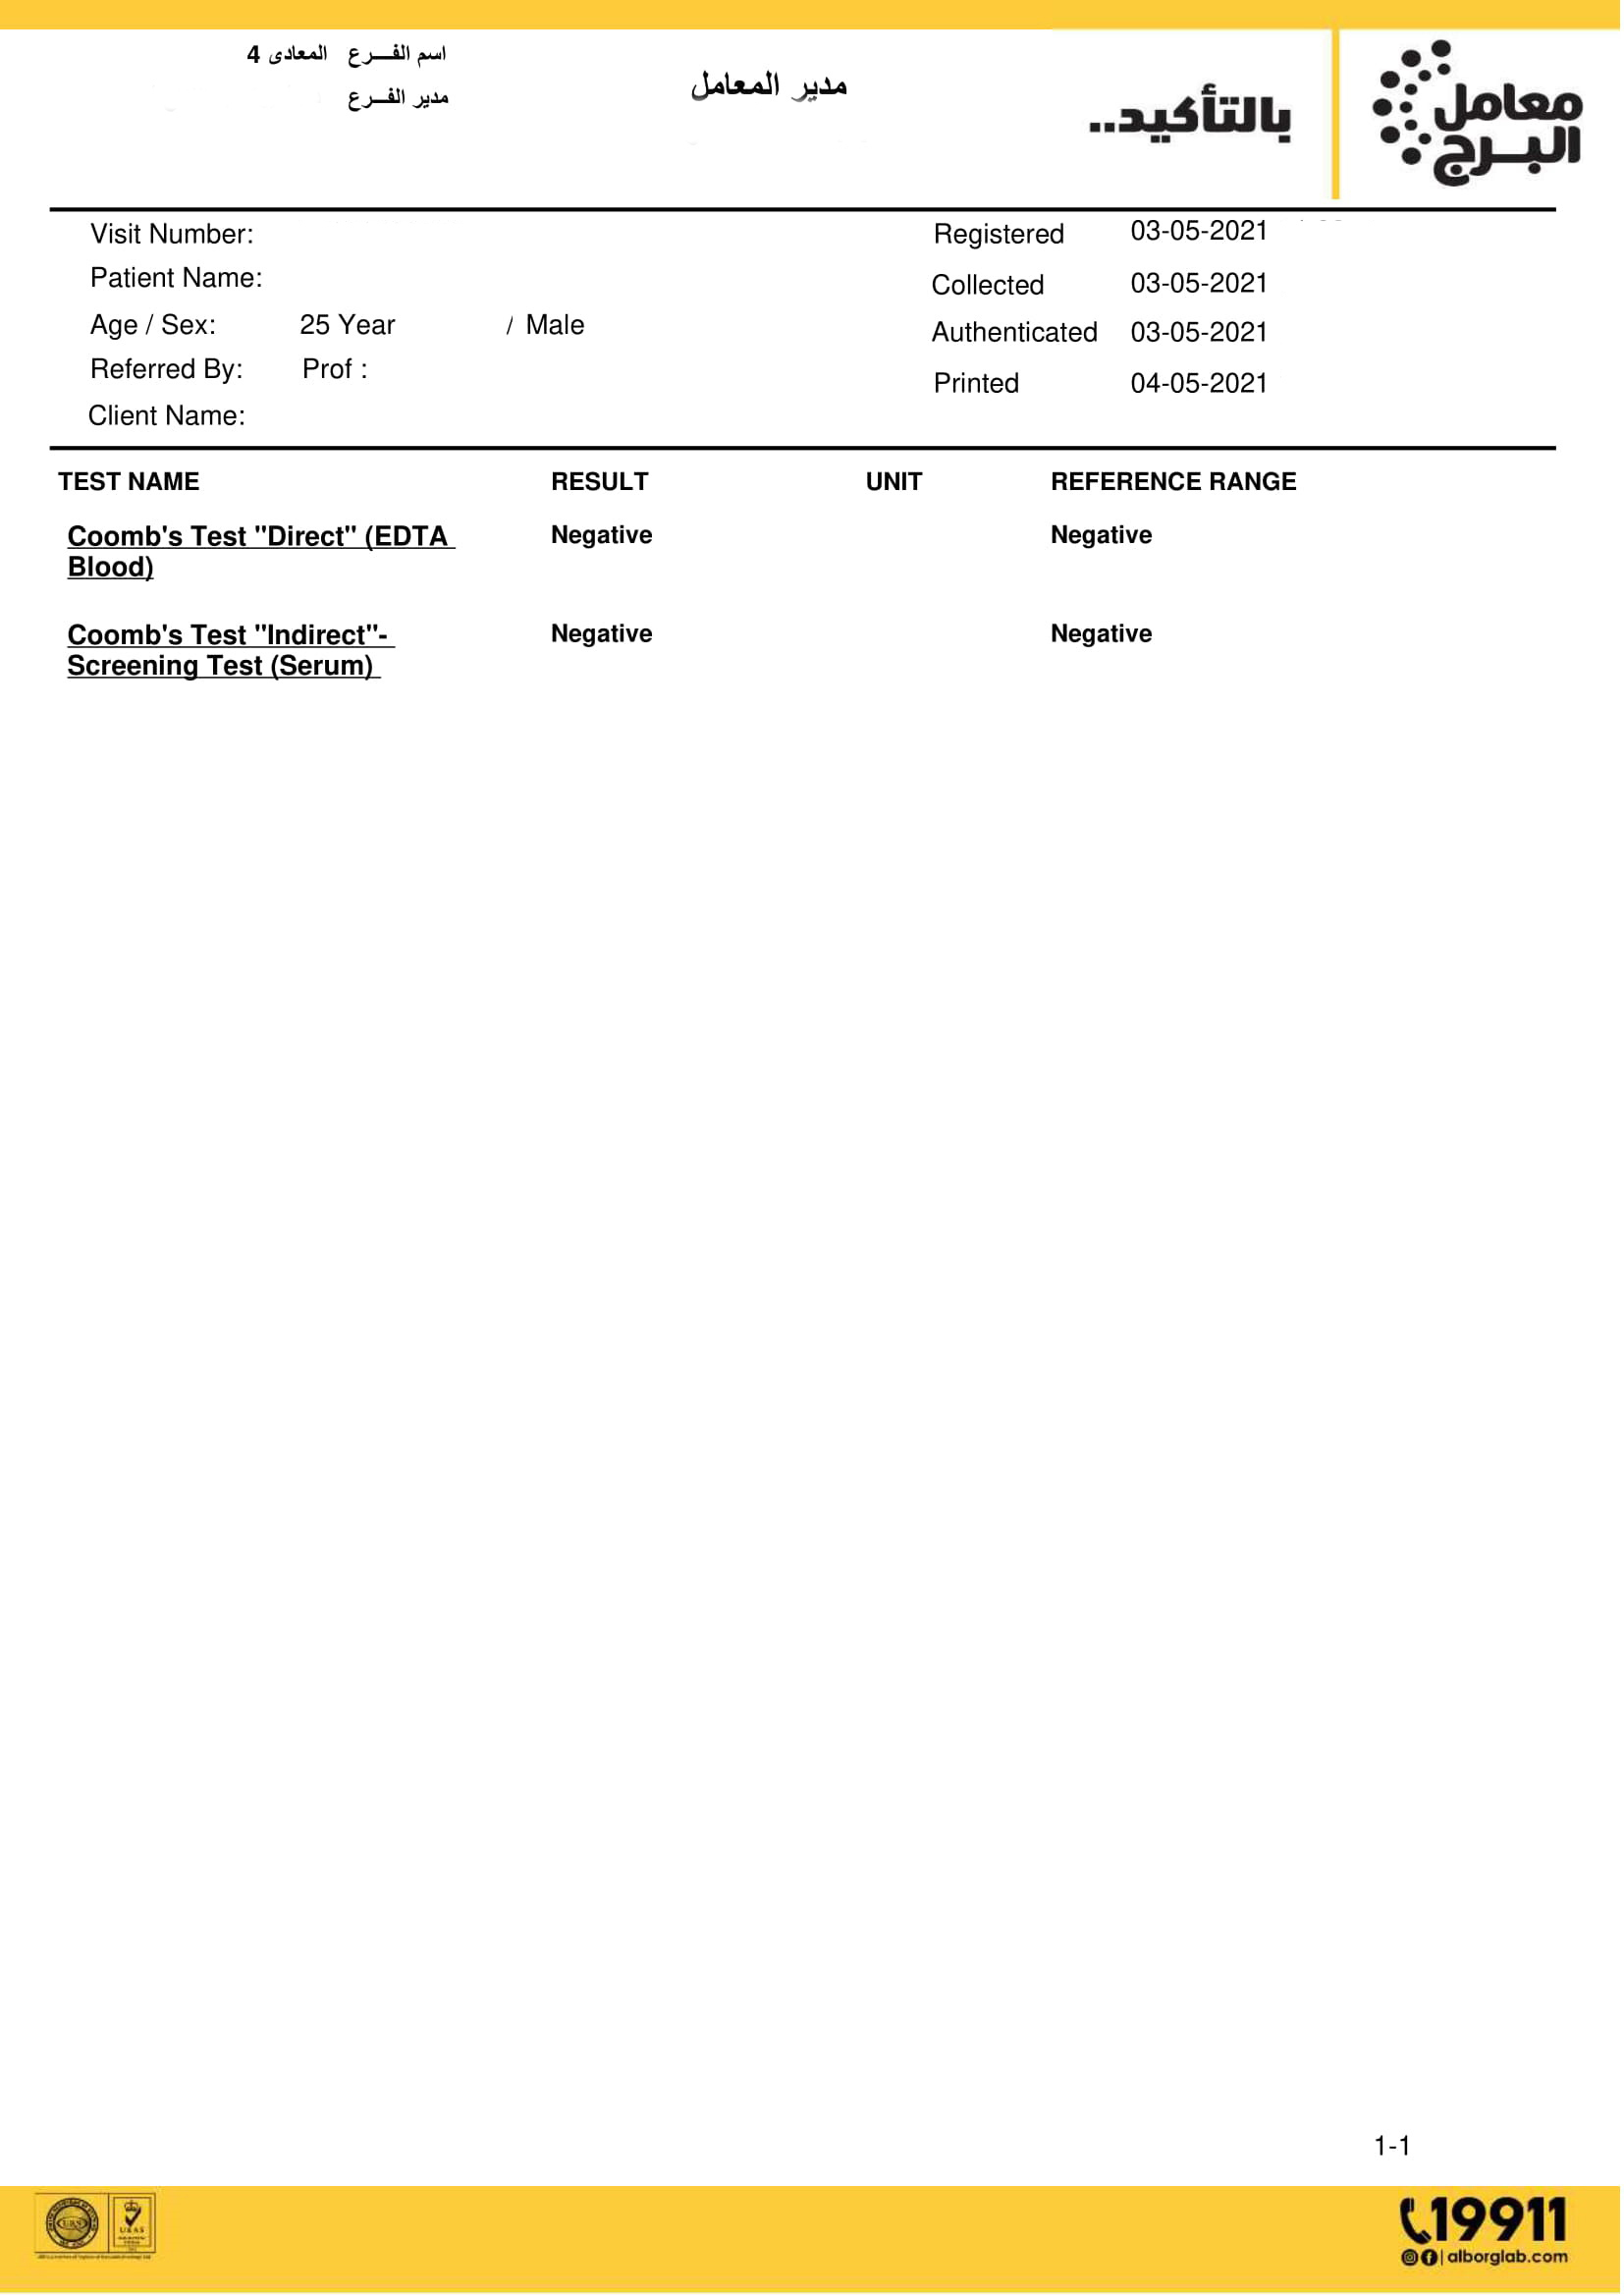 اسم الفـــرع المعادى 4
مدير الفـــرع
مدير المعامل
بالتأكيد..
معامل
البرج
Visit Number:
Patient Name:
Age / Sex: 25 Year / Male
Referred By: Prof :
Client Name:
Registered 03-05-2021
Collected 03-05-2021
Authenticated 03-05-2021
Printed 04-05-2021
TEST NAME RESULT UNIT REFERENCE RANGE
Coomb's Test "Direct" (EDTA Negative Negative
Blood)
Coomb's Test "Indirect"- Negative Negative
Screening Test (Serum)
1-1
URS
UKAS
19911
alborglab.com